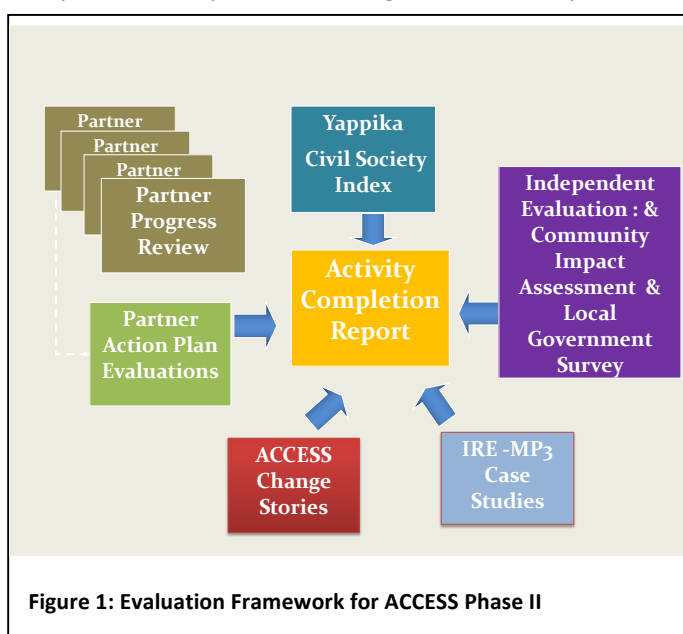 Partner
Partner
Partner
Partner
Progress
Review
Yappika
Civil Society
Index
Independent
Evaluation : &
Community
Impact
Assessment &
Local
Government
Survey
Activity
Completion
Report
Partner
Action Plan
Evaluations
ACCESS
Change
Stories
IRE -MP3
Case
Studies
Figure 1: Evaluation Framework for ACCESS Phase II